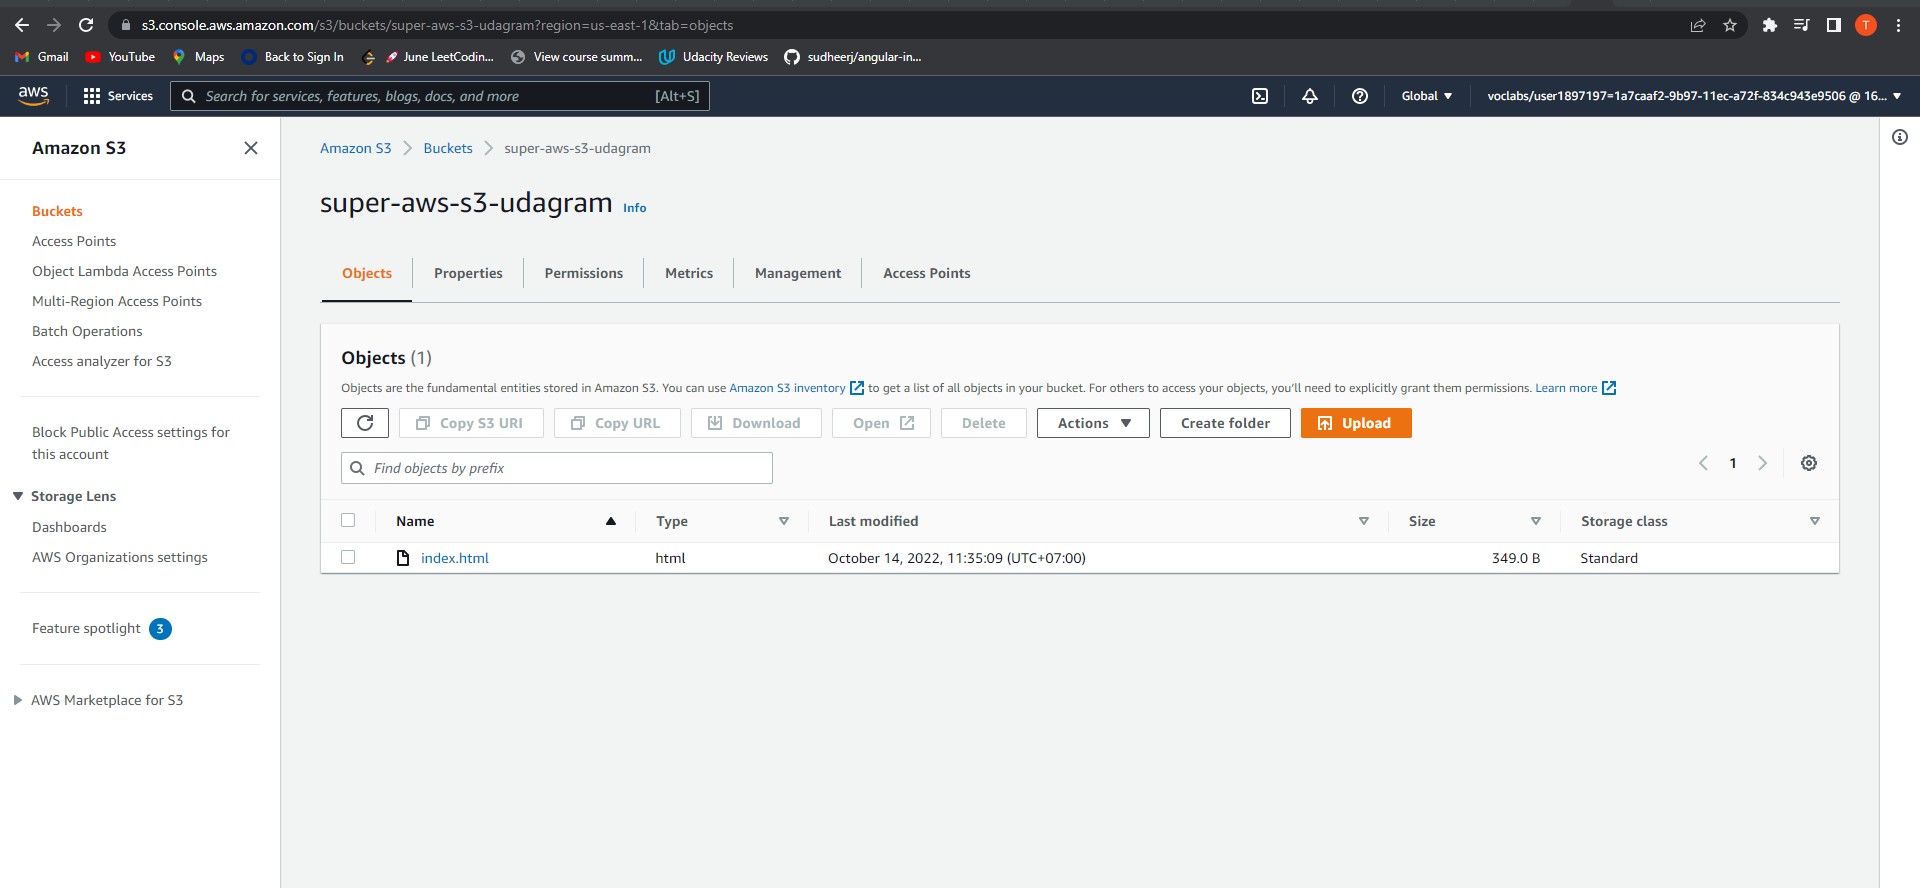 s3.console.aws.amazon.com/s3/buckets/super-aws-s3-udagram?region=us-east-1&tab=objects
T
Gmail YouTube Maps Back to Sign In June LeetCodin... View course summ... Udacity Reviews sudheerj/angular-in...
aws Services Search for services, features, blogs, docs, and more [Alt+S] Global voclabs/user1897197=1a7caaf2-9b97-11ec-a72f-834c943e9506 @ 16...
Amazon S3
Buckets
Access Points
Object Lambda Access Points
Multi-Region Access Points
Batch Operations
Access analyzer for S3
Block Public Access settings for
this account
Storage Lens
Dashboards
AWS Organizations settings
Feature spotlight 3
AWS Marketplace for S3
Amazon S3 Buckets super-aws-s3-udagram
super-aws-s3-udagram Info
Objects Properties Permissions Metrics Management Access Points
Objects (1)
Objects are the fundamental entities stored in Amazon S3. You can use Amazon S3 inventory to get a list of all objects in your bucket. For others to access your objects, you'll need to explicitly grant them permissions. Learn more
Copy S3 URI Copy URL Download Open Delete Actions Create folder Upload
Find objects by prefix 1
Name Type Last modified Size Storage class
index.html html October 14, 2022, 11:35:09 (UTC+07:00) 349.0 B Standard